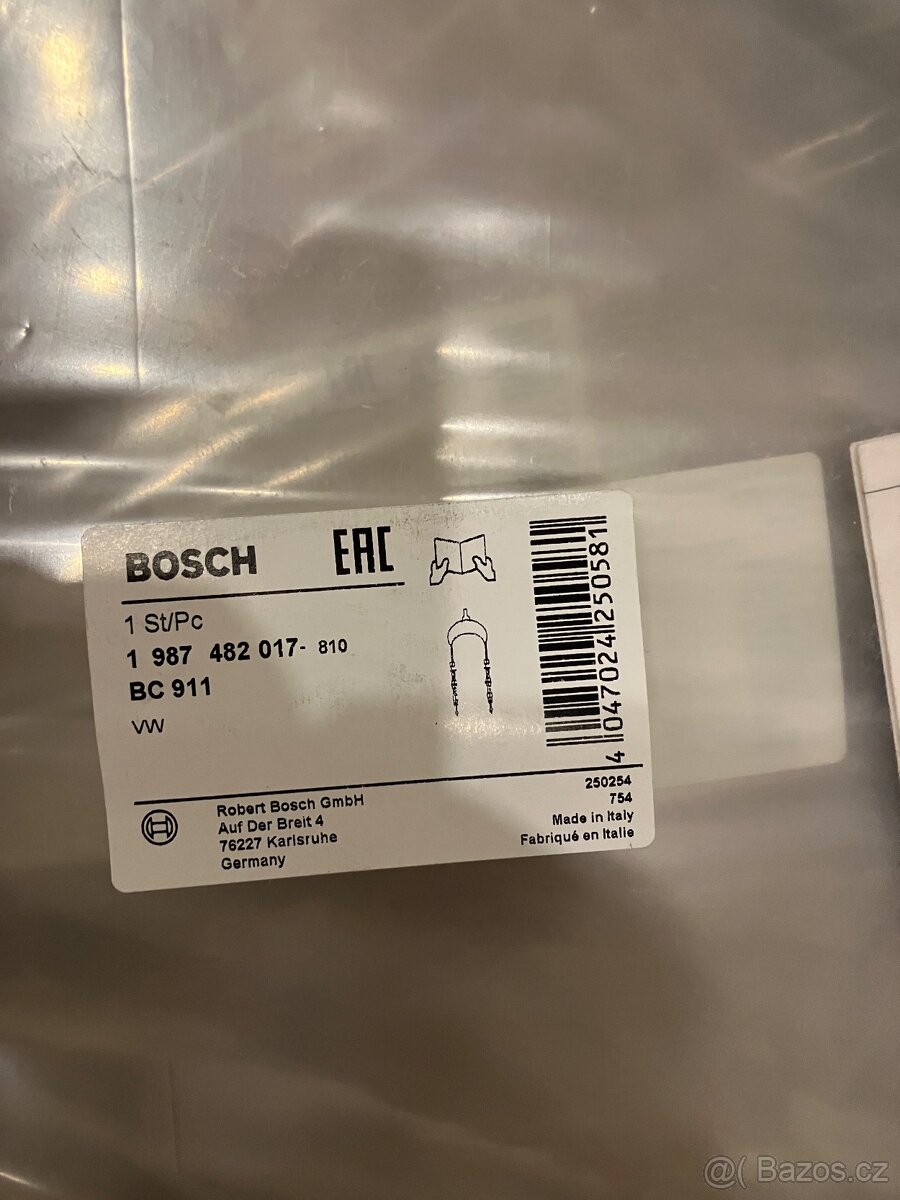 BOSCH
EAC
1 St/Pc
1 987 482 017- 810
BC 911
VW
4 047024 250581
250254
754
Made in Italy
Fabriqué en Italie
Robert Bosch GmbH
Auf Der Breit 4
76227 Karlsruhe
Germany
@( Bazos.cz